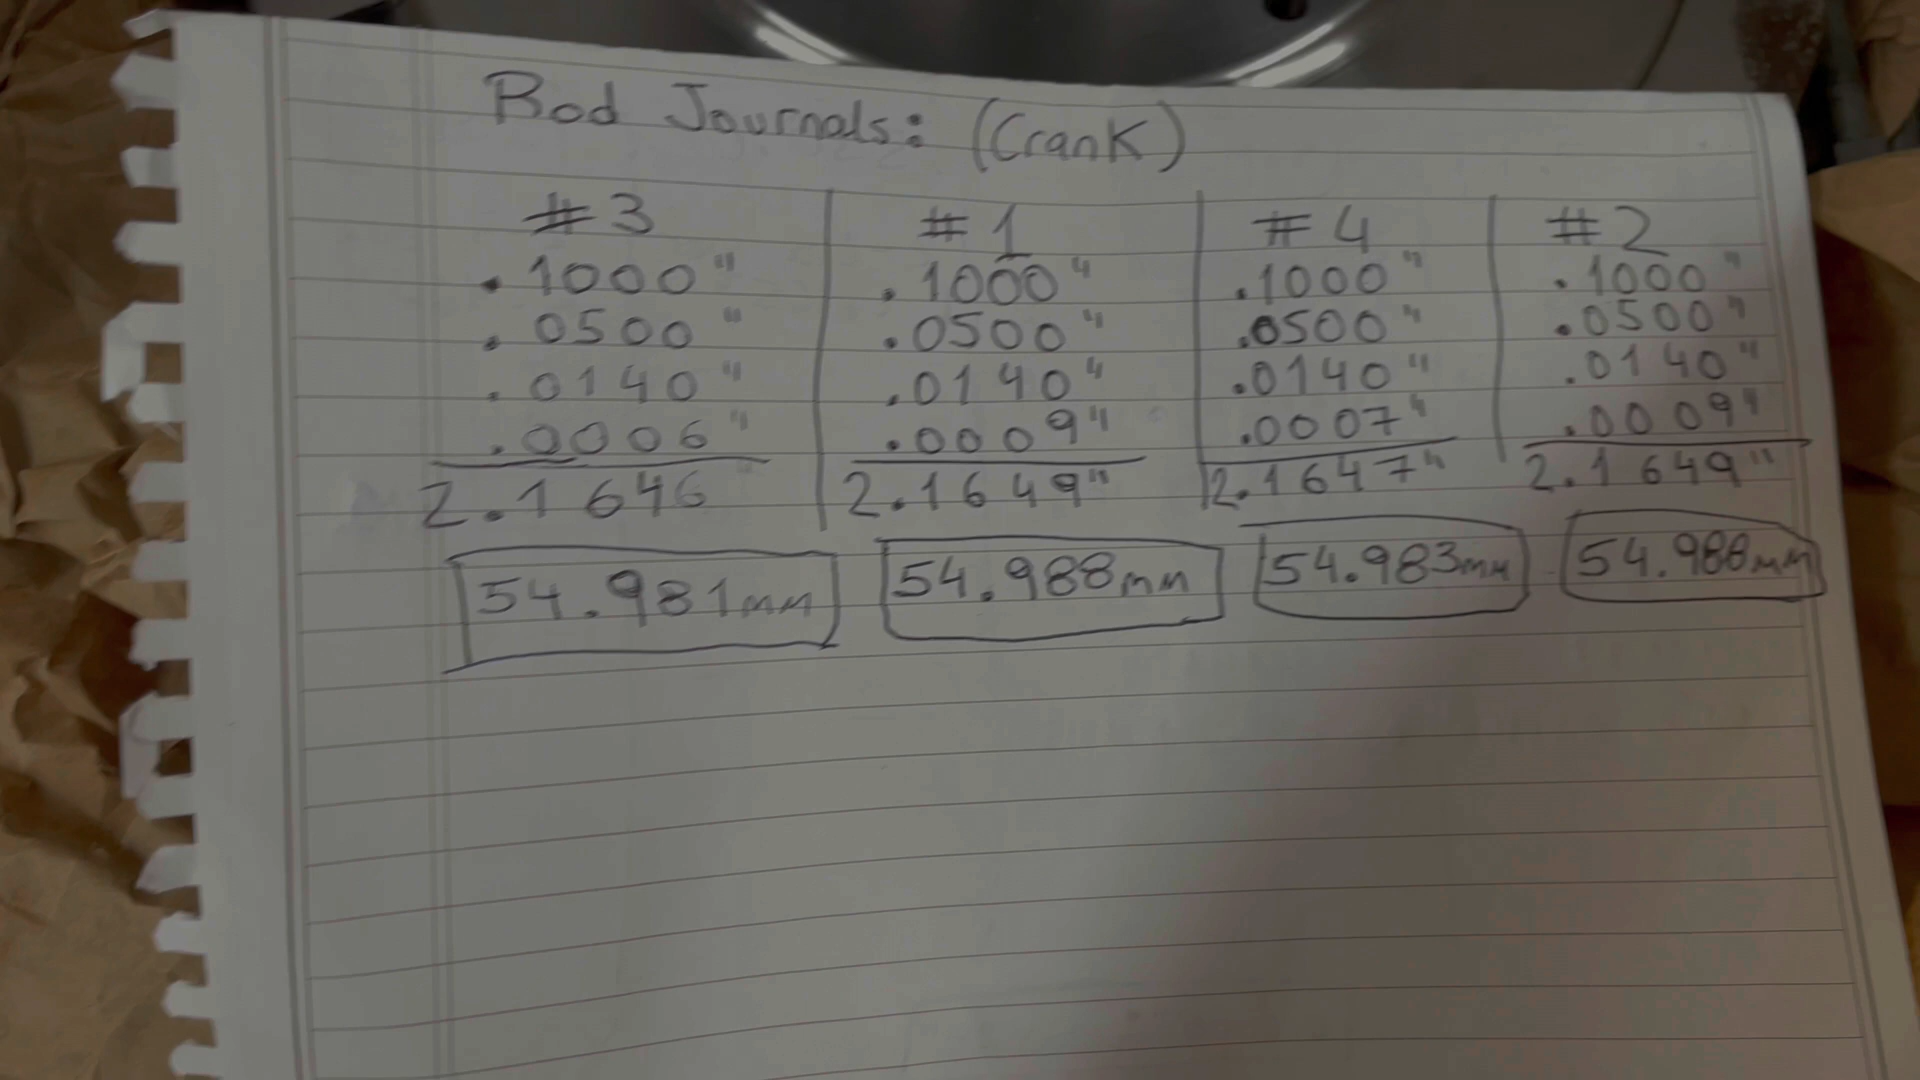 Rod Journals: (Crank)
#3 #1 #4 #2
.1000" .1000" .1000" .1000"
.0500" .0500" .0500" .0500"
.0140" .0140" .0140" .0140"
.0006" .0009" .0007" .0009"
2.1646 2.1649" 2.1647" 2.1649"
54.981mm 54.988mm 54.983mm 54.988mm